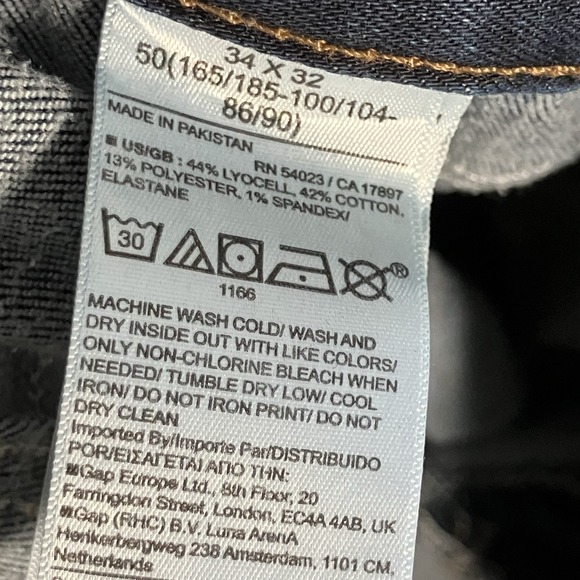 34 X 32
50(165/185-100/104-
86/90)
MADE IN PAKISTAN
RN 54023 / CA 17897
■ US/GB : 44% LYOCELL, 42% COTTON,
13% POLYESTER, 1% SPANDEX/
ELASTANE
30
®
1166
MACHINE WASH COLD/ WASH AND
DRY INSIDE OUT WITH LIKE COLORS/
ONLY NON-CHLORINE BLEACH WHEN
NEEDED/ TUMBLE DRY LOW/ COOL
IRON/ DO NOT IRON PRINT/ DO NOT
DRY CLEAN
Imported By/Importe Par/DISTRIBUIDO
POR/ΕΙΣΑΓΕΤΑΙ ΑΠΟ ΤΗΝ:
■Gap Europe Ltd., 8th Floor, 20
Farringdon Street, London, EC4A 4AB, UK
■Gap (RHC) B.V. Luna ArenA
Herikerbergweg 238 Amsterdam, 1101 CM,
Netherlands